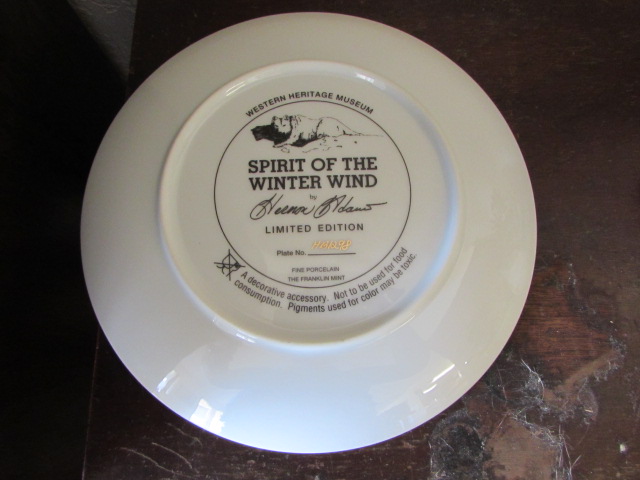 WESTERN HERITAGE MUSEUM
SPIRIT OF THE
WINTER WIND
by
LIMITED EDITION
Plate No.
FINE PORCELAIN
THE FRANKLIN MINT
A decorative accessory. Not to be used for food
consumption. Pigments used for color may be toxic.